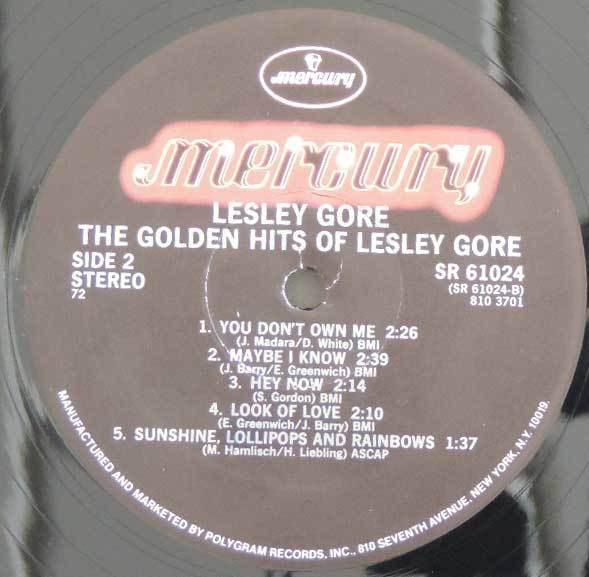 mercury
mercury
LESLEY GORE
THE GOLDEN HITS OF LESLEY GORE
SIDE 2
STEREO
72
SR 61024
(SR 61024-B)
810 3701
1. YOU DON'T OWN ME 2:26
(J. Madara/D. White) BMI
2. MAYBE I KNOW 2:39
(J. Barry/E. Greenwich) BMI
3. HEY NOW 2:14
(S. Gordon) BMI
4. LOOK OF LOVE 2:10
(E. Greenwich/J. Barry) BMI
5. SUNSHINE, LOLLIPOPS AND RAINBOWS 1:37
(M. Hamlisch/H. Liebling) ASCAP
MANUFACTURED AND MARKETED BY POLYGRAM RECORDS, INC., 810 SEVENTH AVENUE, NEW YORK, N.Y. 10019.